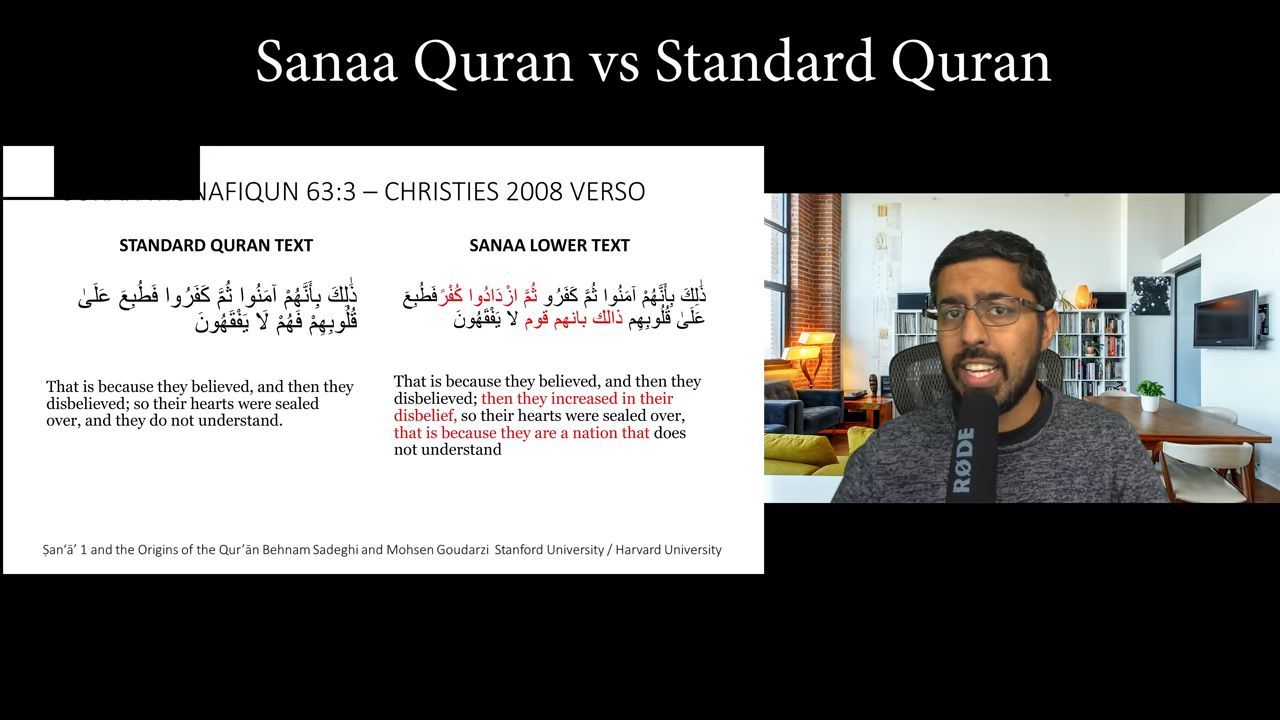 Sanaa Quran vs Standard Quran
NAFIQUN 63:3 – CHRISTIES 2008 VERSO
STANDARD QURAN TEXT
ذَٰلِكَ بِأَنَّهُمْ آمَنُوا ثُمَّ كَفَرُوا فَطُبِعَ عَلَىٰ
قُلُوبِهِمْ فَهُمْ لَا يَفْقَهُونَ
That is because they believed, and then they
disbelieved; so their hearts were sealed
over, and they do not understand.
SANAA LOWER TEXT
ذَٰلِكَ بِأَنَّهُمْ آمَنُوا ثُمَّ كَفَرُو ثُمَّ ازْدَادُوا كُفْرً فَطُبِعَ
عَلَىٰ قُلُوبِهِم ذالك بانهم قوم لا يَفْقَهُونَ
That is because they believed, and then they
disbelieved; then they increased in their
disbelief, so their hearts were sealed over,
that is because they are a nation that does
not understand
Ṣan‘ā’ 1 and the Origins of the Qur’ān Behnam Sadeghi and Mohsen Goudarzi Stanford University / Harvard University
RØDE